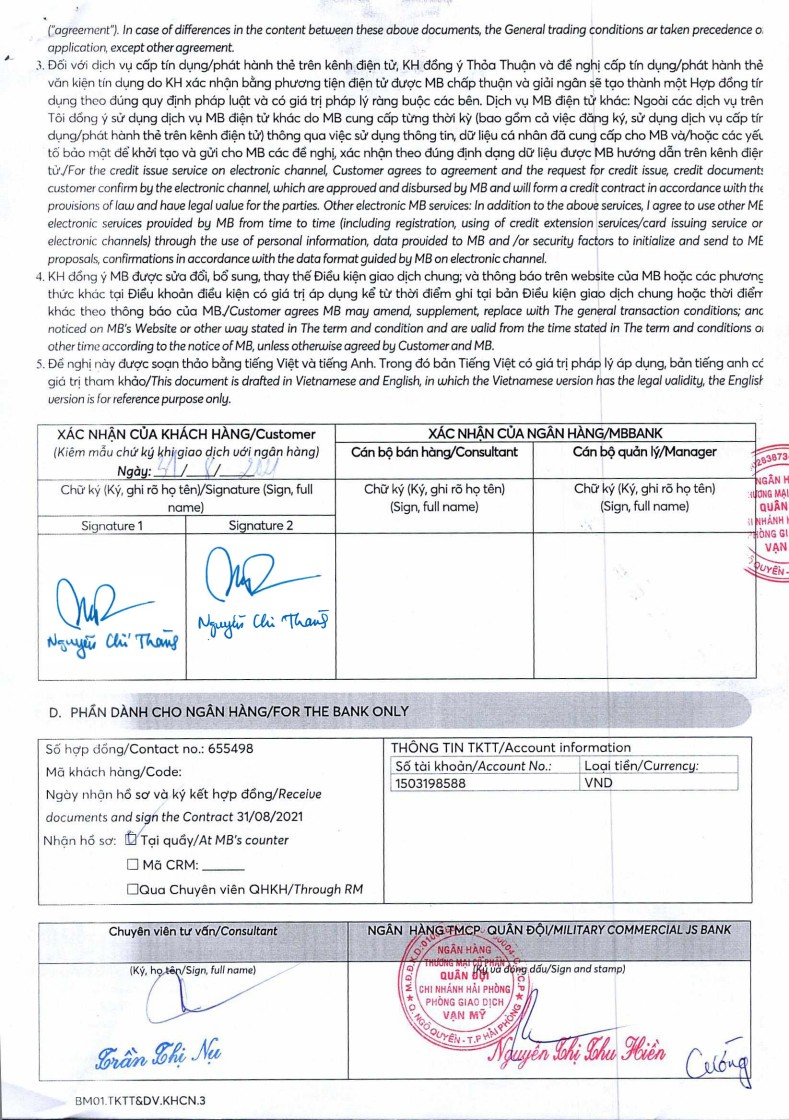 ("agreement"). In case of differences in the content between these above documents, the General trading conditions ar taken precedence o
application, except other agreement.
3. Đối với dịch vụ cấp tín dụng/phát hành thẻ trên kênh điện tử, KH đồng ý Thỏa Thuận và đề nghị cấp tín dụng/phát hành thẻ
văn kiện tín dung do KH xác nhận bằng phương tiện điện tử được MB chấp thuận và giải ngân sẽ tạo thành một Hợp đồng tín
dụng theo đúng quy định pháp luật và có giá trị pháp lý ràng buộc các bên. Dịch vụ MB điện tử khác: Ngoài các dịch vụ trên
Tôi đồng ý sử dụng dịch vụ MB điện tử khác do MB cung cấp từng thời kỳ (bao gồm cả việc đăng ký, sử dụng dịch vụ cấp tín
dụng/phát hành thẻ trên kênh điện tử) thông qua việc sử dụng thông tin, dữ liệu cá nhân đã cung cấp cho MB và/hoặc các yếu
tố bảo mật để khởi tạo và gửi cho MB các đề nghị, xác nhận theo đúng định dạng dữ liệu được MB hướng dẫn trên kênh điện
tử./For the credit issue service on electronic channel, Customer agrees to agreement and the request for credit issue, credit document
customer confirm by the electronic channel, which are approved and disbursed by MB and will form a credit contract in accordance with the
provisions of law and have legal value for the parties. Other electronic MB services: In addition to the above services, I agree to use other MB
electronic services provided by MB from time to time (including registration, using of credit extension services/card issuing service or
electronic channels) through the use of personal information, data provided to MB and /or security factors to initialize and send to MB
proposals, confirmations in accordance with the data format guided by MB on electronic channel.
4. KH đồng ý MB được sửa đổi, bổ sung, thay thế Điều kiện giao dịch chung; và thông báo trên website của MB hoặc các phương
thức khác tại Điều khoản điều kiện có giá trị áp dụng kể từ thời điểm ghi tại bản Điều kiện giao dịch chung hoặc thời điểm
khác theo thông báo của MB./Customer agrees MB may amend, supplement, replace with The general transaction conditions; and
noticed on MB's Website or other way stated in The term and condition and are valid from the time stated in The term and conditions o
other time according to the notice of MB, unless otherwise agreed by Customer and MB.
5. Đề nghị này được soạn thảo bằng tiếng Việt và tiếng Anh. Trong đó bản Tiếng Việt có giá trị pháp lý áp dụng, bản tiếng anh có
giá trị tham khảo/This document is drafted in Vietnamese and English, in which the Vietnamese version has the legal validity, the English
version is for reference purpose only.
XÁC NHẬN CỦA KHÁCH HÀNG/Customer
(Kiêm mẫu chữ ký khi giao dịch với ngân hàng)
Ngày: 31/8/2021
XÁC NHẬN CỦA NGÂN HÀNG/MBBANK
Cán bộ bán hàng/Consultant
Cán bộ quản lý/Manager
Chữ ký (Ký, ghi rõ họ tên)/Signature (Sign, full
name)
Chữ ký (Ký, ghi rõ họ tên)
(Sign, full name)
Chữ ký (Ký, ghi rõ họ tên)
(Sign, full name)
Signature 1
Signature 2
Nguyễn Chí Thắng
Nguyễn Chí Thắng
NGÂN H
QUÂN
VẠN
D. PHẦN DÀNH CHO NGÂN HÀNG/FOR THE BANK ONLY
Số hợp đồng/Contact no.: 655498
Mã khách hàng/Code:
Ngày nhận hồ sơ và ký kết hợp đồng/Receive
documents and sign the Contract 31/08/2021
Nhận hồ sơ: Tại quầy/At MB's counter
☐ Mã CRM: ______
☐Qua Chuyên viên QHKH/Through RM
THÔNG TIN TKTT/Account information
Số tài khoản/Account No.:
Loại tiền/Currency:
1503198588
VND
Chuyên viên tư vấn/Consultant
NGÂN HÀNG TMCP QUÂN ĐỘI/MILITARY COMMERCIAL JS BANK
(Ký, họ tên/Sign, full name)
(Ký và đóng dấu/Sign and stamp)
NGÂN HÀNG
THƯƠNG MẠI CỔ PHẦN
QUÂN ĐỘI
CHI NHÁNH HẢI PHÒNG
PHÒNG GIAO DỊCH
VẠN MỸ
Q. NGÔ QUYỀN - T.P HẢI PHÒNG
Trần Thị Nụ
Nguyễn Thị Thu Hiền
BM01.TKTT&DV.KHCN.3